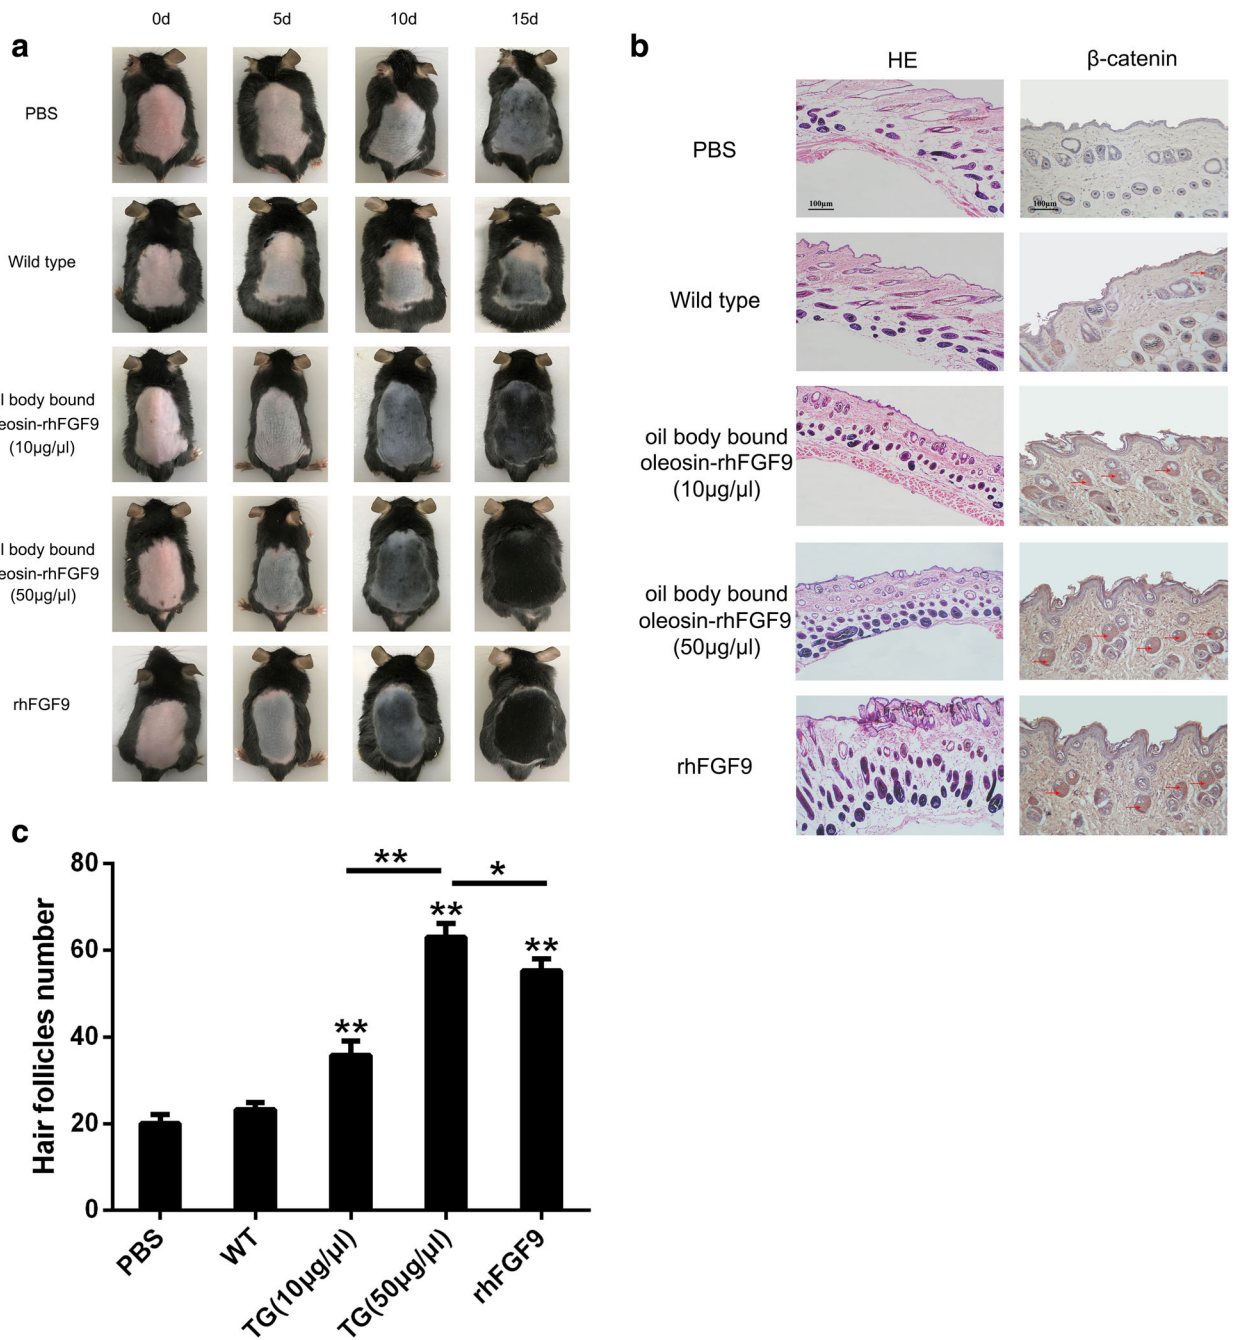 a
0d 5d 10d 15d
PBS
Wild type
l body bound
eosin-rhFGF9
(10μg/μl)
l body bound
eosin-rhFGF9
(50μg/μl)
rhFGF9
b
HE β-catenin
PBS
100μm 100μm
Wild type
oil body bound
oleosin-rhFGF9
(10μg/μl)
oil body bound
oleosin-rhFGF9
(50μg/μl)
rhFGF9
c
Hair follicles number
80
60
40
20
0
** *
** ** **
PBS WT TG(10μg/μl) TG(50μg/μl) rhFGF9